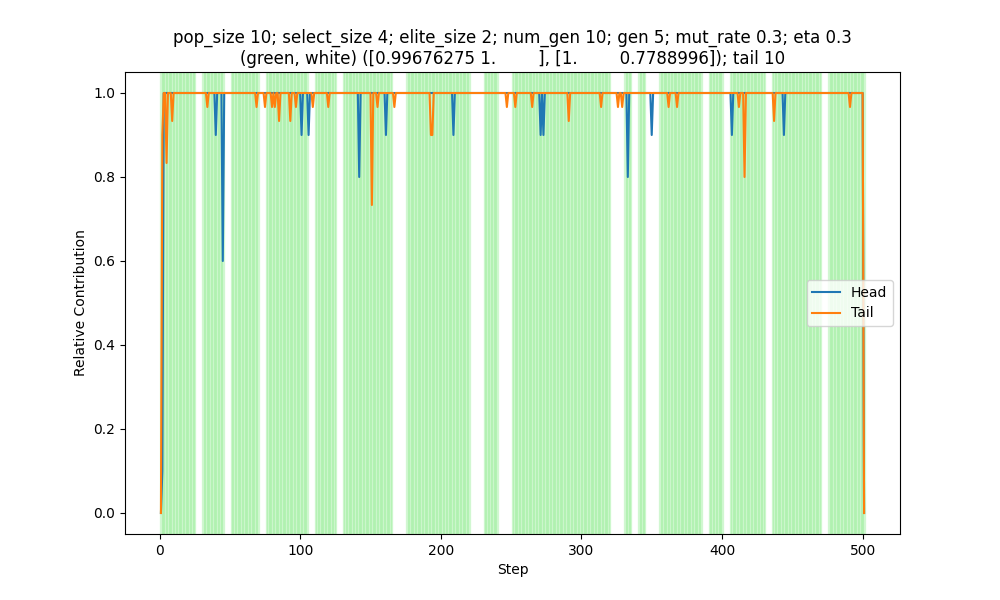 pop_size 10; select_size 4; elite_size 2; num_gen 10; gen 5; mut_rate 0.3; eta 0.3
(green, white) ([0.99676275 1.         ], [1.         0.7788996]); tail 10
1.0
0.8
0.6
0.4
0.2
0.0
Relative Contribution
Head
Tail
0 100 200 300 400 500
Step